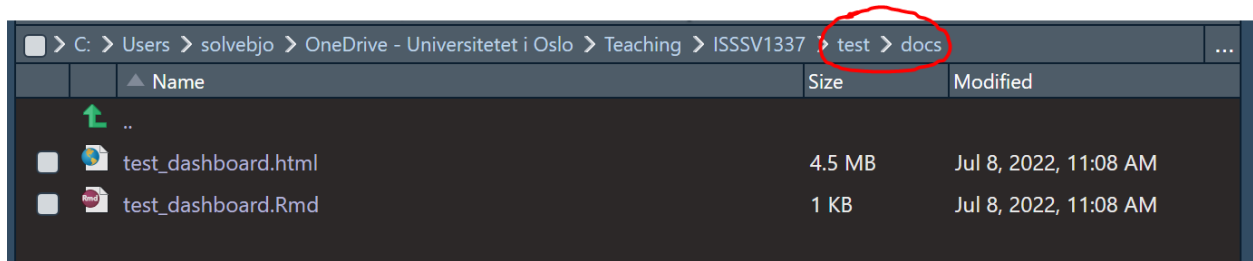 C: Users solvebjo OneDrive - Universitetet i Oslo Teaching ISSSV1337 test docs ...
Name Size Modified
..
test_dashboard.html 4.5 MB Jul 8, 2022, 11:08 AM
Rmd test_dashboard.Rmd 1 KB Jul 8, 2022, 11:08 AM